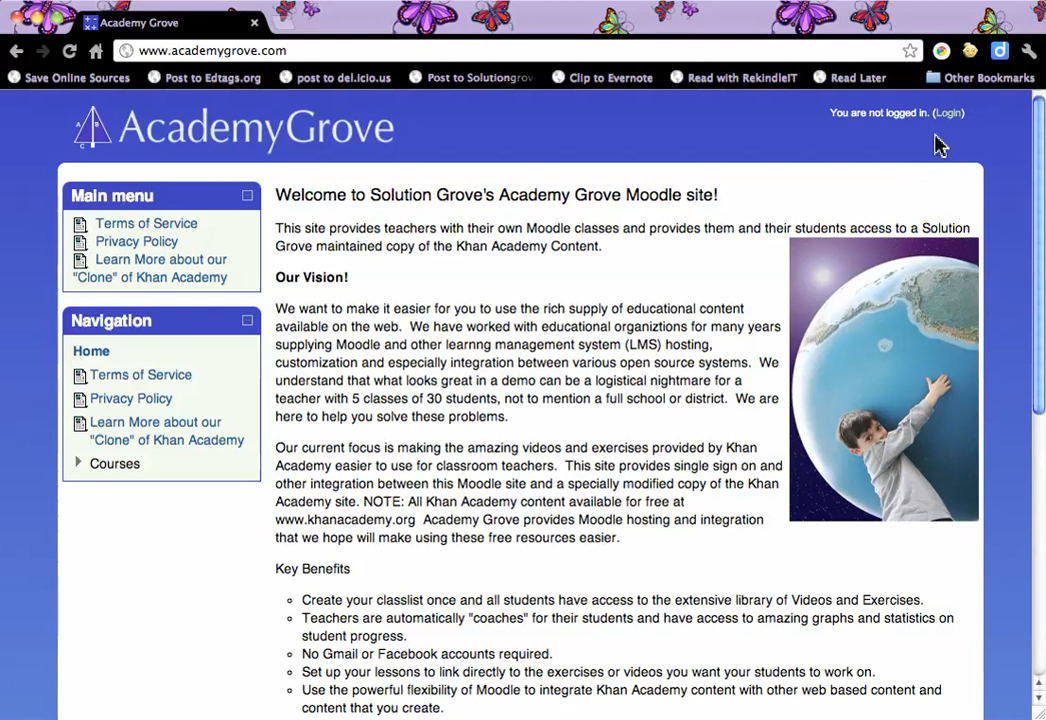 Academy Grove
www.academygrove.com
Save Online Sources Post to Edtags.org post to del.icio.us Post to Solutiongrov Clip to Evernote Read with RekindleIT Read Later Other Bookmarks
You are not logged in. (Login)
A B C
AcademyGrove
Main menu
Terms of Service
Privacy Policy
Learn More about our
"Clone" of Khan Academy
Navigation
Home
Terms of Service
Privacy Policy
Learn More about our
"Clone" of Khan Academy
Courses
Welcome to Solution Grove's Academy Grove Moodle site!
This site provides teachers with their own Moodle classes and provides them and their students access to a Solution
Grove maintained copy of the Khan Academy Content.
Our Vision!
We want to make it easier for you to use the rich supply of educational content
available on the web. We have worked with educational organiztions for many years
supplying Moodle and other learnng management system (LMS) hosting,
customization and especially integration between various open source systems. We
understand that what looks great in a demo can be a logistical nightmare for a
teacher with 5 classes of 30 students, not to mention a full school or district. We are
here to help you solve these problems.
Our current focus is making the amazing videos and exercises provided by Khan
Academy easier to use for classroom teachers. This site provides single sign on and
other integration between this Moodle site and a specially modified copy of the Khan
Academy site. NOTE: All Khan Academy content available for free at
www.khanacademy.org Academy Grove provides Moodle hosting and integration
that we hope will make using these free resources easier.
Key Benefits
Create your classlist once and all students have access to the extensive library of Videos and Exercises.
Teachers are automatically "coaches" for their students and have access to amazing graphs and statistics on
student progress.
No Gmail or Facebook accounts required.
Set up your lessons to link directly to the exercises or videos you want your students to work on.
Use the powerful flexibility of Moodle to integrate Khan Academy content with other web based content and
content that you create.